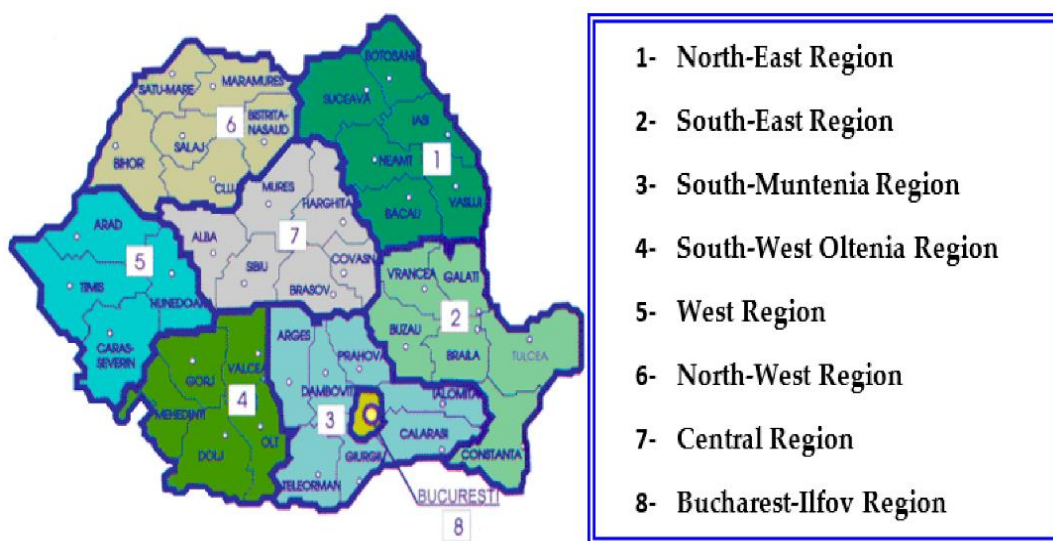 BOTOSANI
SATU-MARE
MARAMURES
SUCEAVA
BISTRITA-
NASAUD
6
IASI
SALAJ
1
BIHOR
NEAMT
CLUJ
MURES
VASLUI
BACAU
HARGHITA
ARAD
ALBA
7
5
COVASN
SIBIU
VRANCEA
GALATI
TIMIS
HUNEDOARA
BRASOV
2
ARGES
BUZAU
CARAS-
SEVERIN
PRAHOVA
BRAILA
TULCEA
GORJ
VALCEA
DAMBOVIT
IALOMITA
4
MEHEDINTI
3
OLT
CALARASI
DOLJ
GIURGIU
CONSTANTA
TELEORMAN
BUCURESTI
8
1- North-East Region
2- South-East Region
3- South-Muntenia Region
4- South-West Oltenia Region
5- West Region
6- North-West Region
7- Central Region
8- Bucharest-Ilfov Region